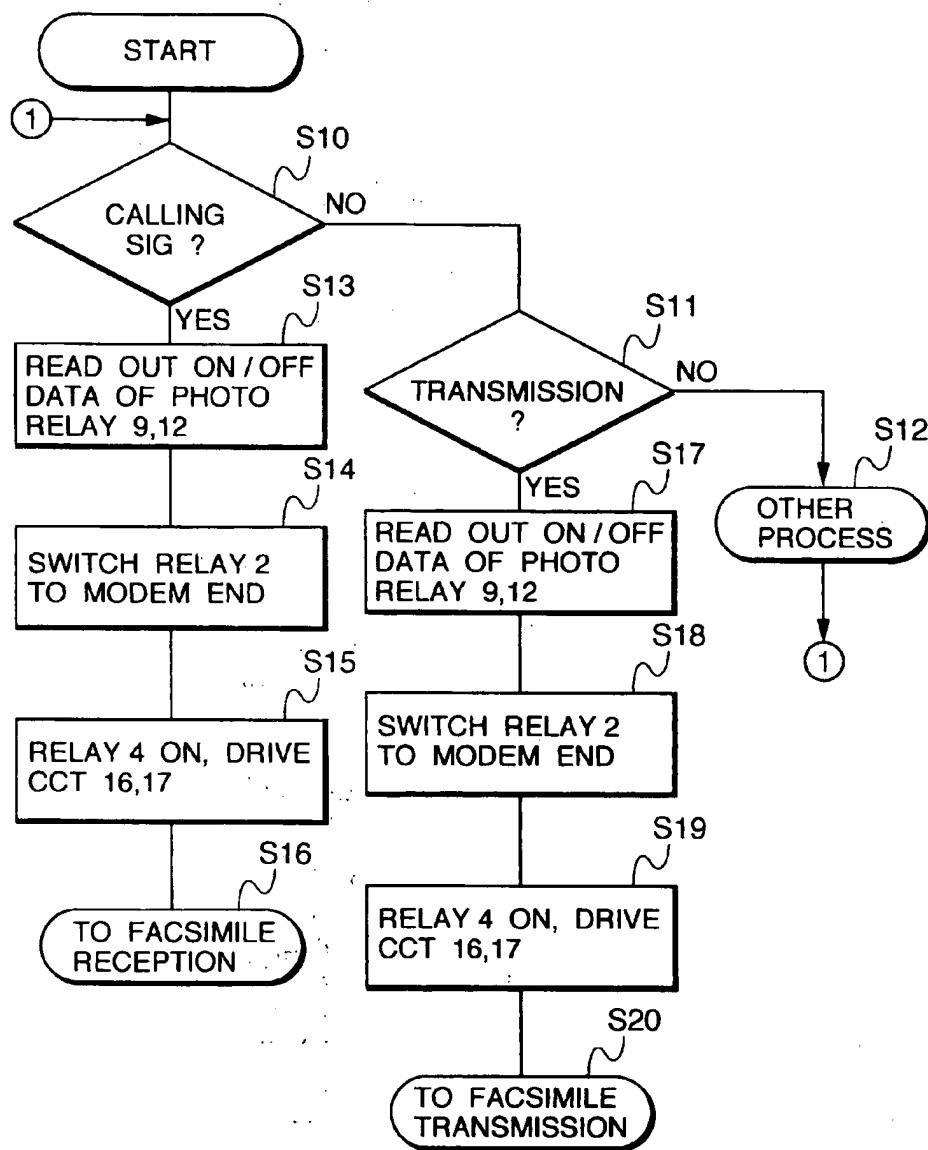 START
1
S10
CALLING
SIG ?
NO
YES
S13
READ OUT ON/OFF
DATA OF PHOTO
RELAY 9,12
S14
SWITCH RELAY 2
TO MODEM END
S15
RELAY 4 ON, DRIVE
CCT 16,17
S16
TO FACSIMILE
RECEPTION
S11
TRANSMISSION
?
NO
YES
S12
OTHER
PROCESS
1
S17
READ OUT ON/OFF
DATA OF PHOTO
RELAY 9,12
S18
SWITCH RELAY 2
TO MODEM END
S19
RELAY 4 ON, DRIVE
CCT 16,17
S20
TO FACSIMILE
TRANSMISSION